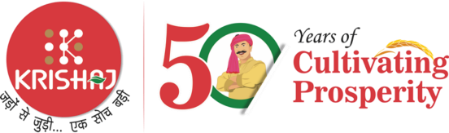 KRISHAJ
जड़ों से जुड़ी... एक सोच बड़ी
50
Years of
Cultivating
Prosperity